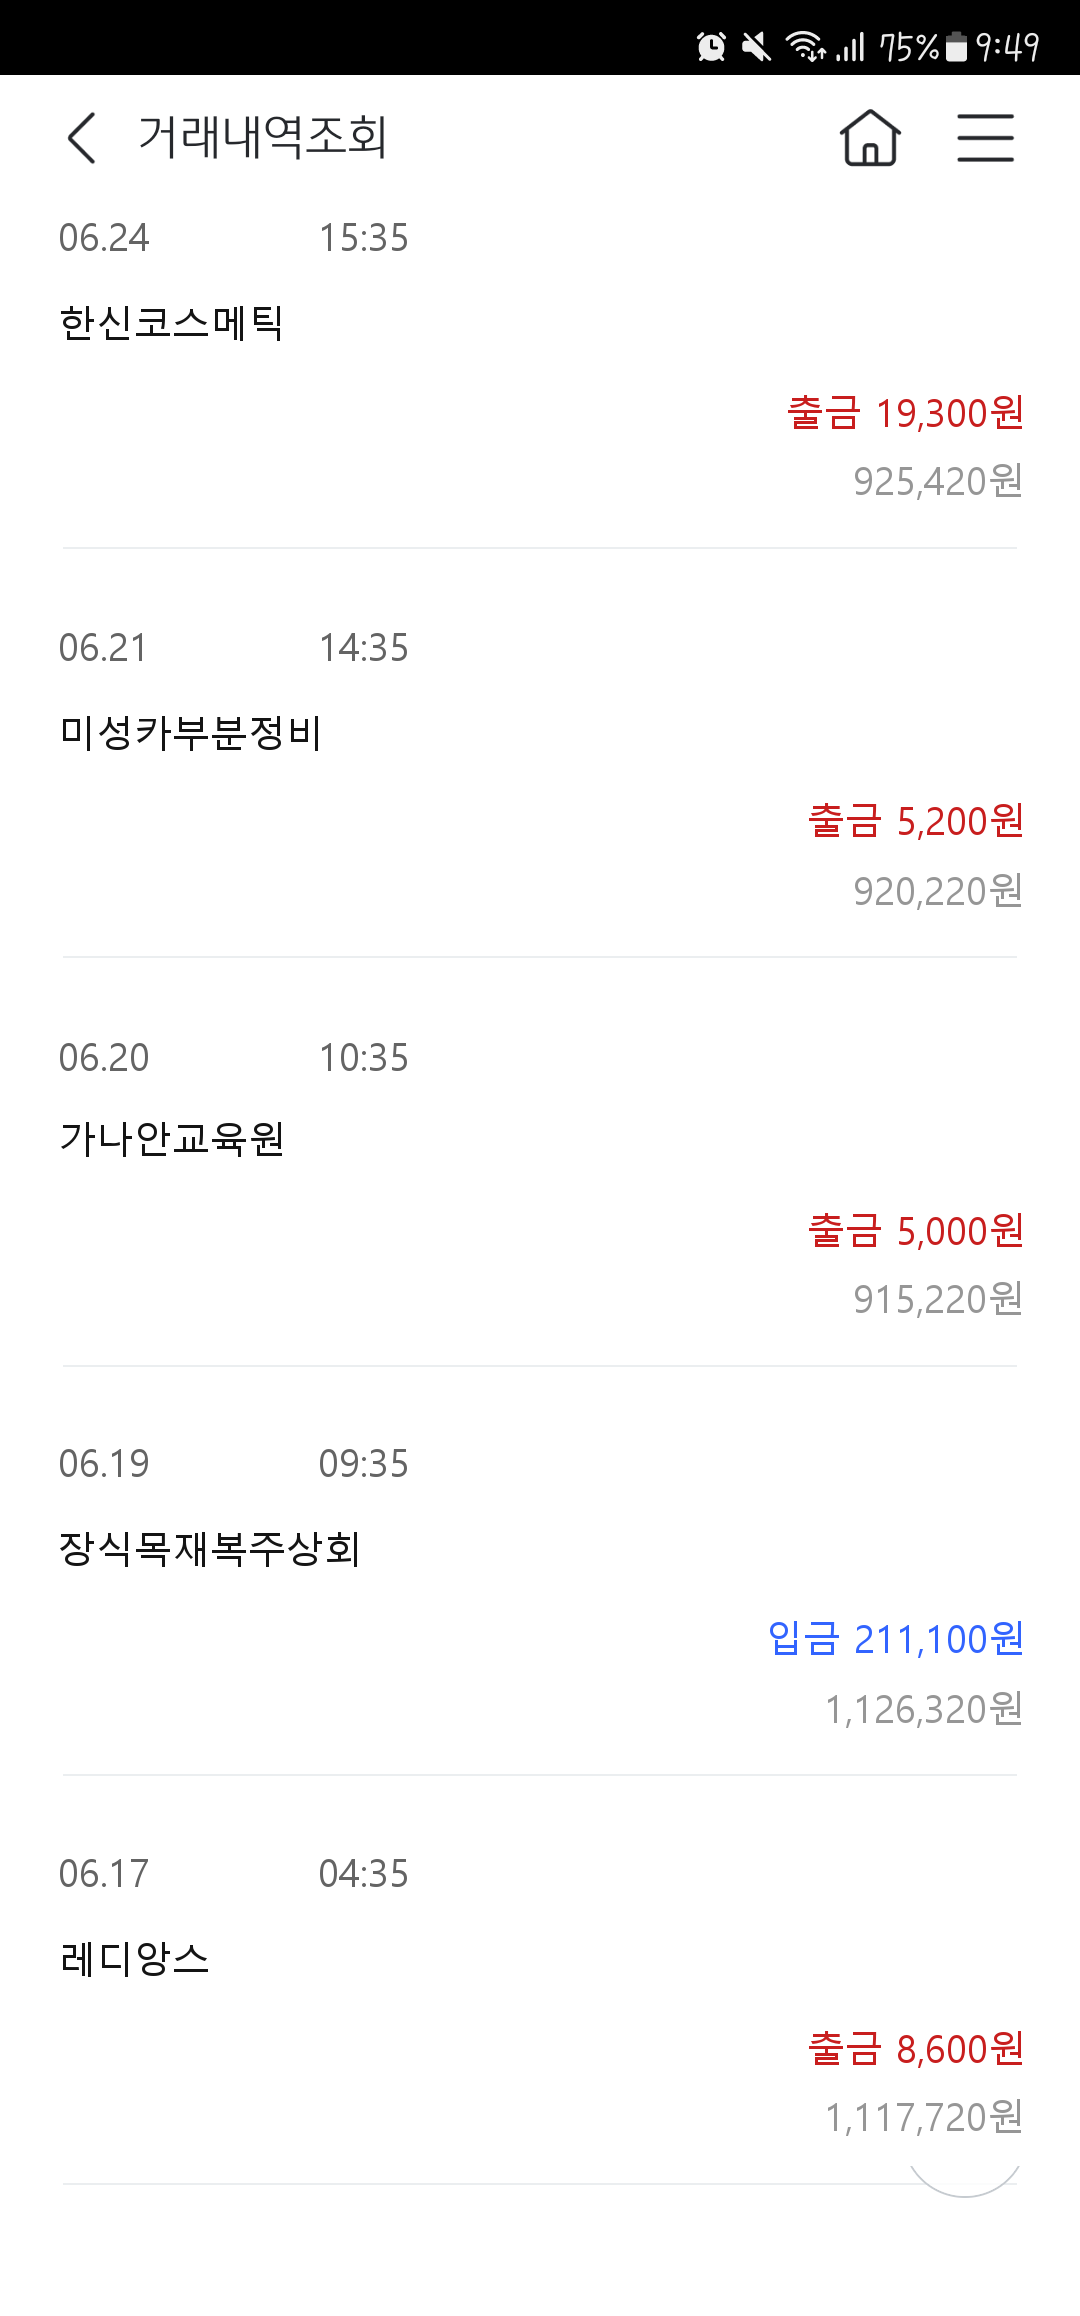 75% 9:49
거래내역조회
06.24 15:35
한신코스메틱
출금 19,300원
925,420원
06.21 14:35
미성카부분정비
출금 5,200원
920,220원
06.20 10:35
가나안교육원
출금 5,000원
915,220원
06.19 09:35
장식목재복주상회
입금 211,100원
1,126,320원
06.17 04:35
레디앙스
출금 8,600원
1,117,720원